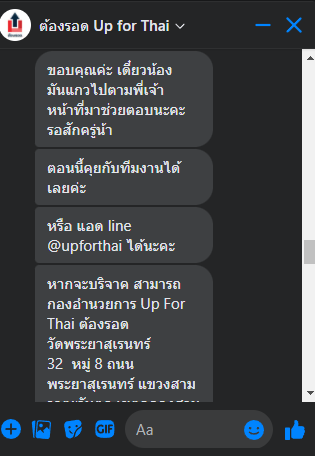 ต้องรอด Up for Thai
ขอบคุณค่ะ เดี๋ยวน้อง
มันแกวไปตามพี่เจ้า
หน้าที่มาช่วยตอบนะคะ
รอสักครู่น้า
ตอนนี้คุยกับทีมงานได้
เลยค่ะ
หรือ แอด line
@upforthai ได้นะคะ
หากจะบริจาค สามารถ
กองอำนวยการ Up For
Thai ต้องรอด
วัดพระยาสุเรนทร์
32 หมู่ 8 ถนน
พระยาสุเรนทร์ แขวงสาม
GIF
Aa